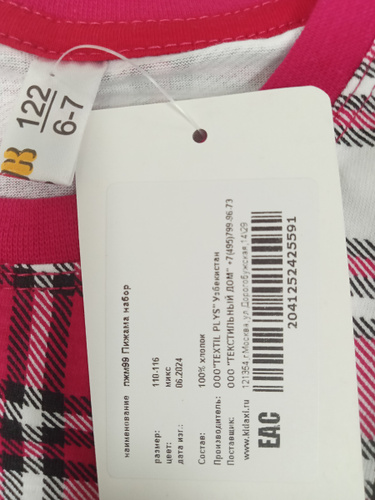 122
6-7
наименование пжм99 Пижама набор
размер: 110-116
цвет: микс
дата изг.: 06.2024
Состав: 100% хлопок
Производитель: ООО"TEXTIL PLYS" Узбекистан
Поставщик: ООО "ТЕКСТИЛЬНЫЙ ДОМ" +7(495)799.96.73
www.kidaxi.ru 121354,г.Москва,ул.Дорогобужская,14\29
EAC
2041252425591